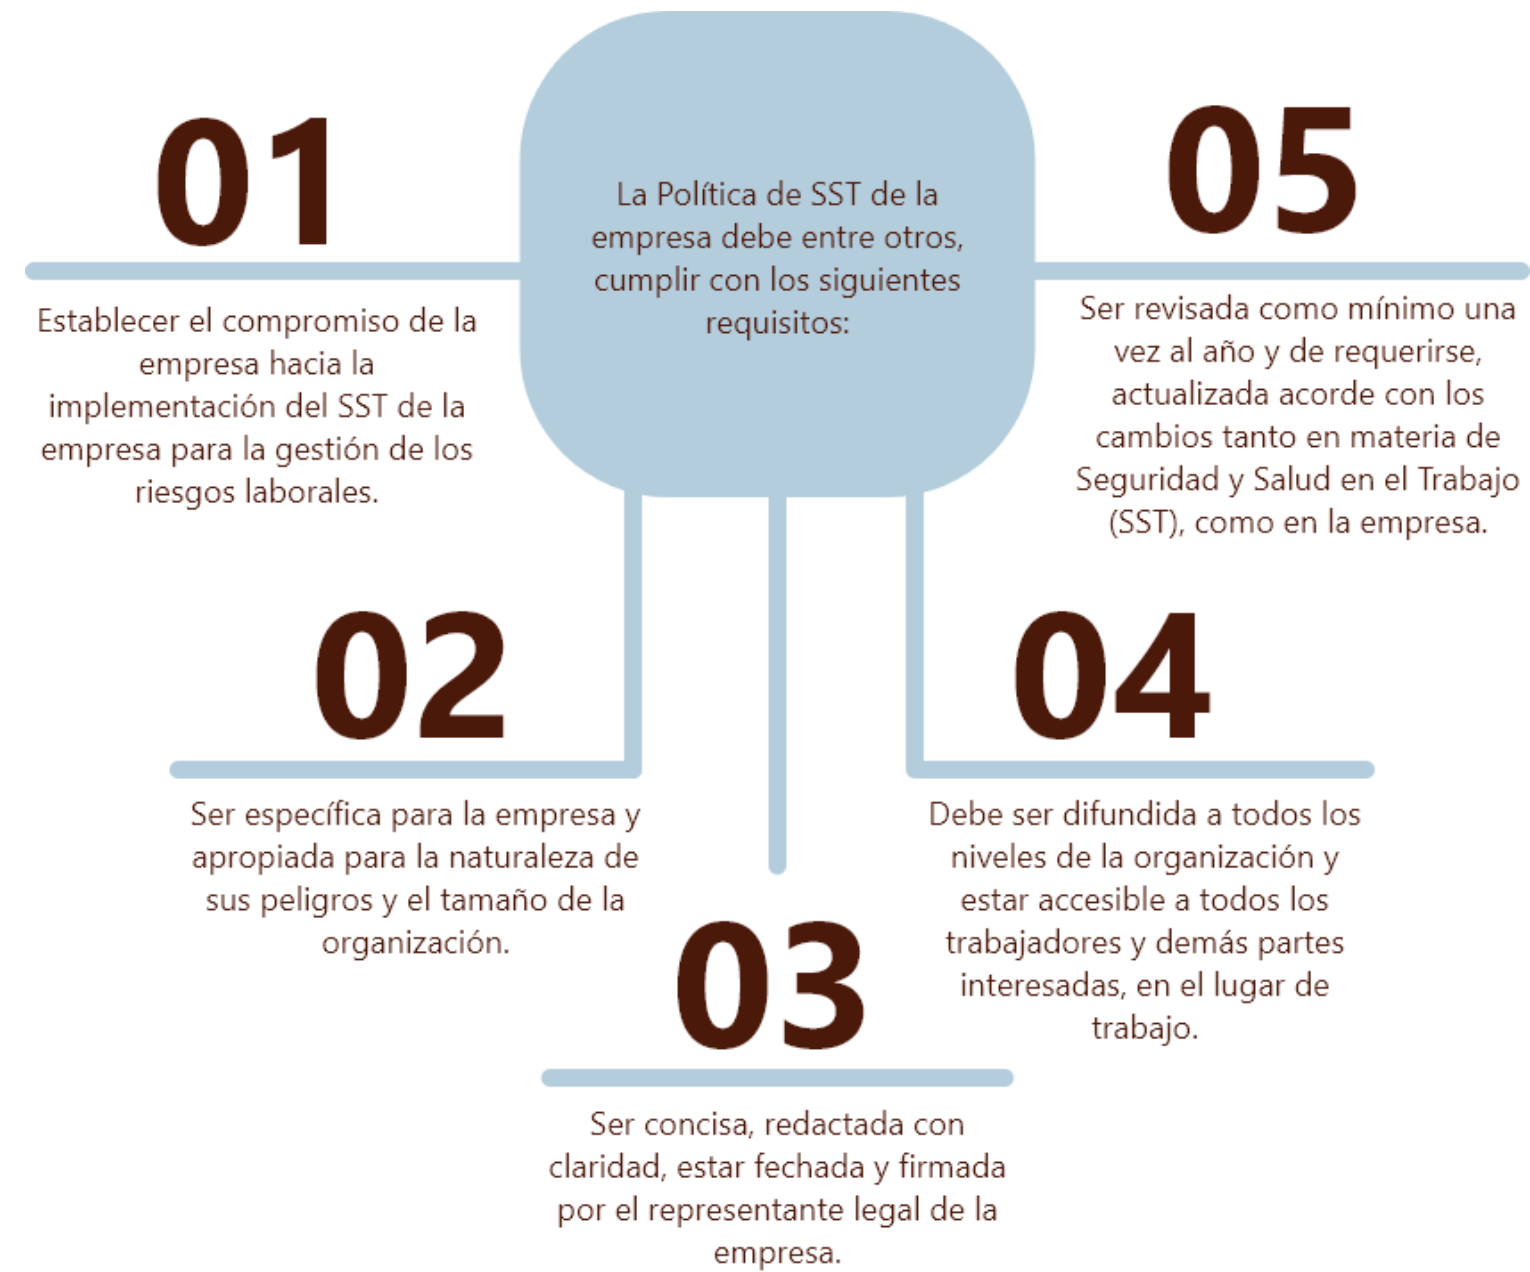 La Política de SST de la
empresa debe entre otros,
cumplir con los siguientes
requisitos:
01
Establecer el compromiso de la
empresa hacia la
implementación del SST de la
empresa para la gestión de los
riesgos laborales.
02
Ser específica para la empresa y
apropiada para la naturaleza de
sus peligros y el tamaño de la
organización.
03
Ser concisa, redactada con
claridad, estar fechada y firmada
por el representante legal de la
empresa.
04
Debe ser difundida a todos los
niveles de la organización y
estar accesible a todos los
trabajadores y demás partes
interesadas, en el lugar de
trabajo.
05
Ser revisada como mínimo una
vez al año y de requerirse,
actualizada acorde con los
cambios tanto en materia de
Seguridad y Salud en el Trabajo
(SST), como en la empresa.